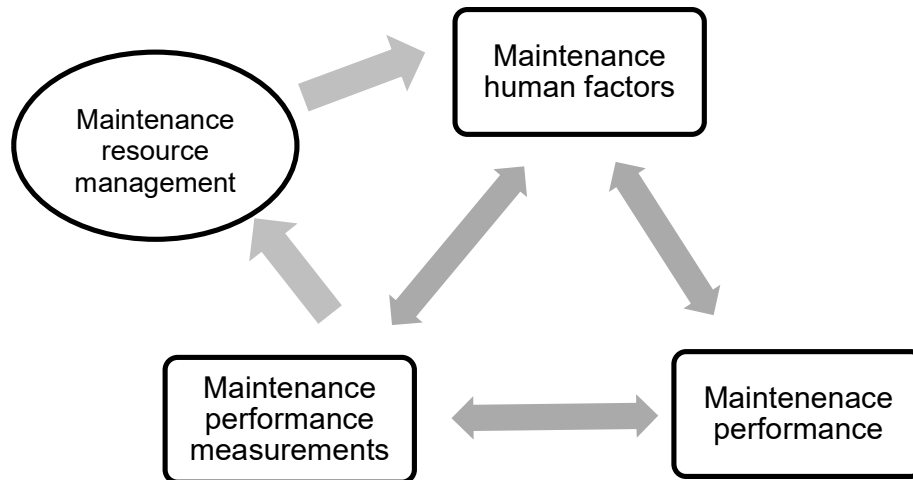 Maintenance
human factors
Maintenance
resource
management
Maintenance
performance
measurements
Maintenenace
performance